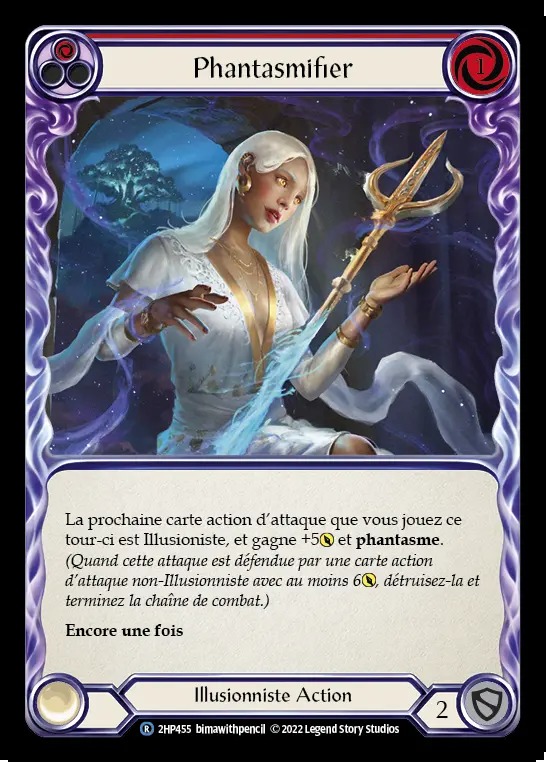 Phantasmifier
1
La prochaine carte action d'attaque que vous jouez ce
tour-ci est Illusioniste, et gagne +5 et phantasme.
(Quand cette attaque est défendue par une carte action
d'attaque non-Illusionniste avec au moins 6, détruisez-la et
terminez la chaîne de combat.)
Encore une fois
Illusionniste Action
2
R 2HP455 bimawithpencil © 2022 Legend Story Studios